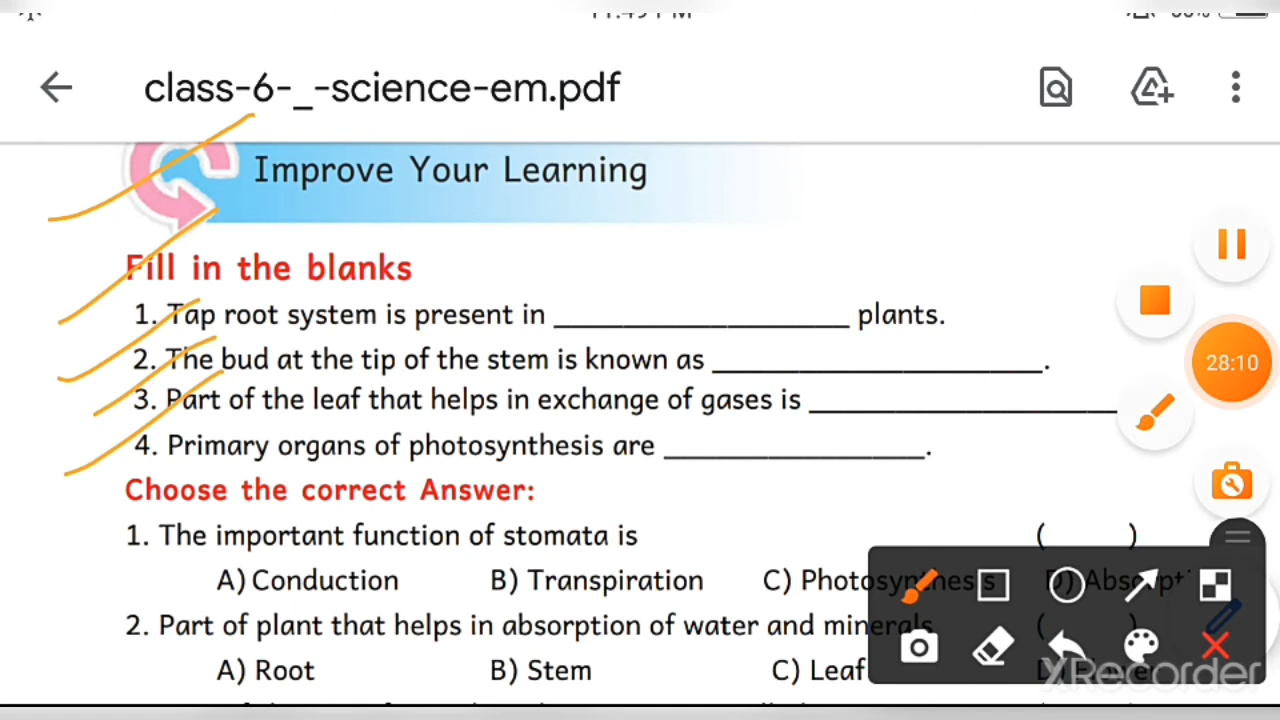 class-6-_-science-em.pdf
Improve Your Learning
Fill in the blanks
1. Tap root system is present in ____________________ plants.
2. The bud at the tip of the stem is known as ________________________.
3. Part of the leaf that helps in exchange of gases is ______________________
28:10
4. Primary organs of photosynthesis are ___________________.
Choose the correct Answer:
1. The important function of stomata is ( )
A) Conduction B) Transpiration C) Photosynthesis D)
2. Part of plant that helps in absorption of water and minerals ( )
A) Root B) Stem C) Leaf
XRecorder